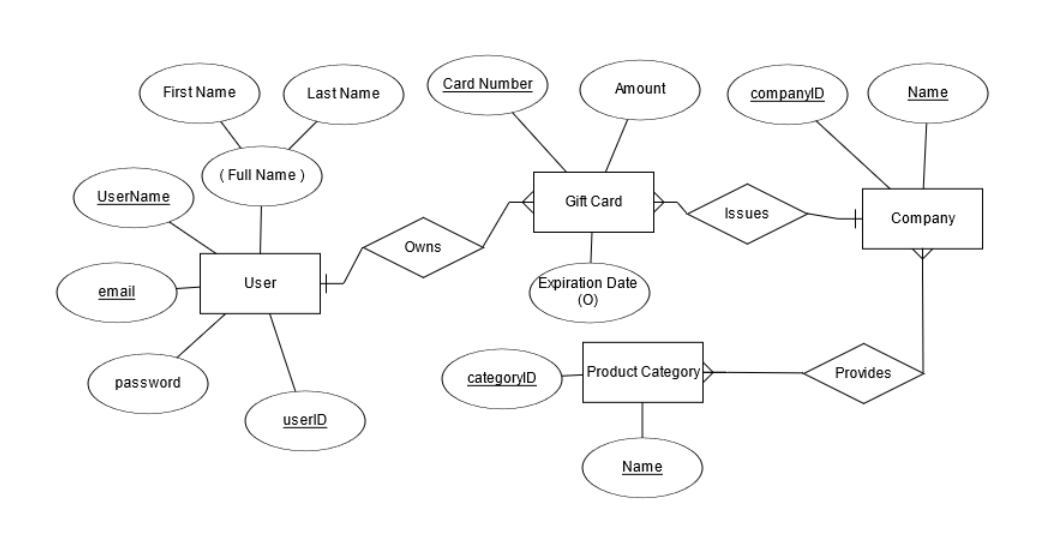 First Name
Last Name
( Full Name )
UserName
email
password
userID
User
Owns
Card Number
Amount
Gift Card
Expiration Date
(O)
Issues
companyID
Name
Company
Provides
Product Category
categoryID
Name